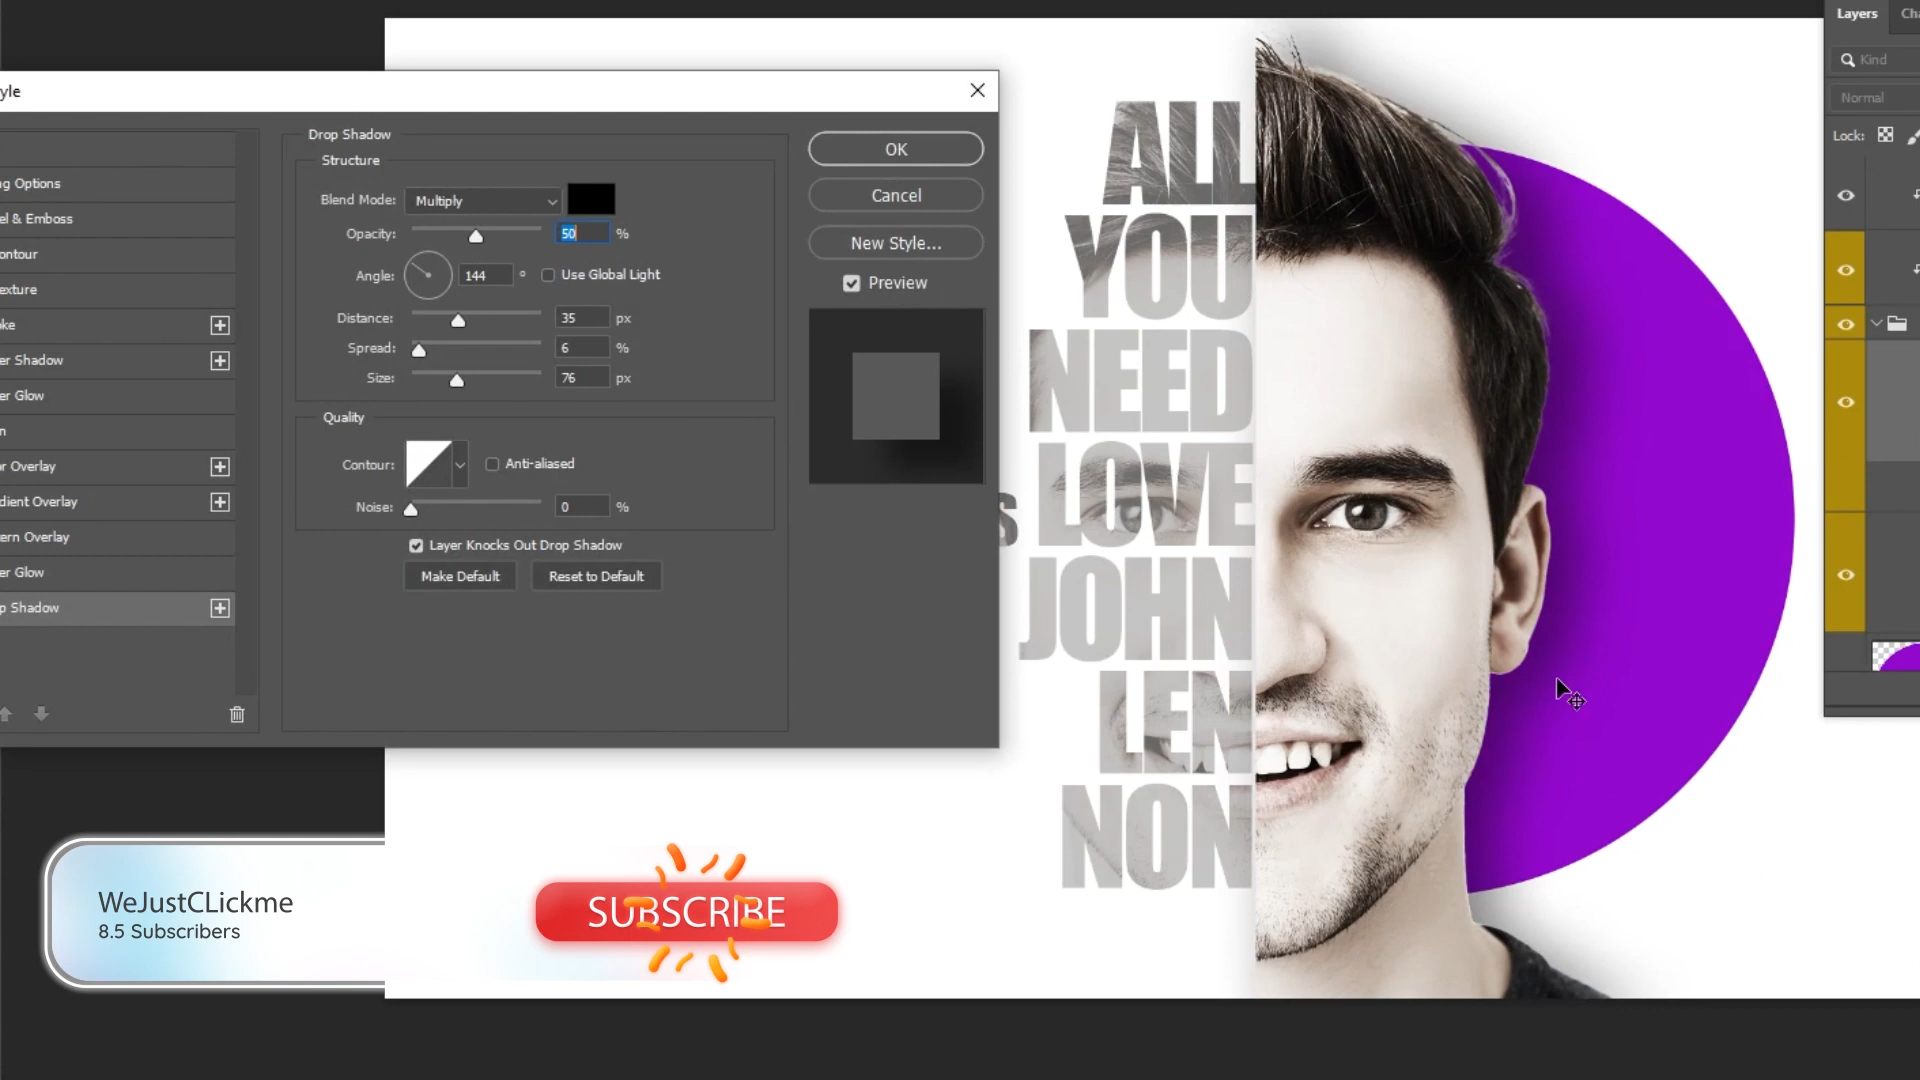 yle
ng Options
el & Emboss
ontour
exture
ke
er Shadow
er Glow
n
r Overlay
dient Overlay
ern Overlay
er Glow
p Shadow
Drop Shadow
Structure
Blend Mode: Multiply
Opacity: 50 %
Angle: 144 ° Use Global Light
Distance: 35 px
Spread: 6 %
Size: 76 px
Quality
Contour: Anti-aliased
Noise: 0 %
Layer Knocks Out Drop Shadow
Make Default Reset to Default
OK
Cancel
New Style...
Preview
s
ALL
YOU
NEED
LOVE
JOHN
LEN
NON
Layers Cha
Kind
Normal
Lock:
WeJustCLickme
8.5 Subscribers
SUBSCRIBE